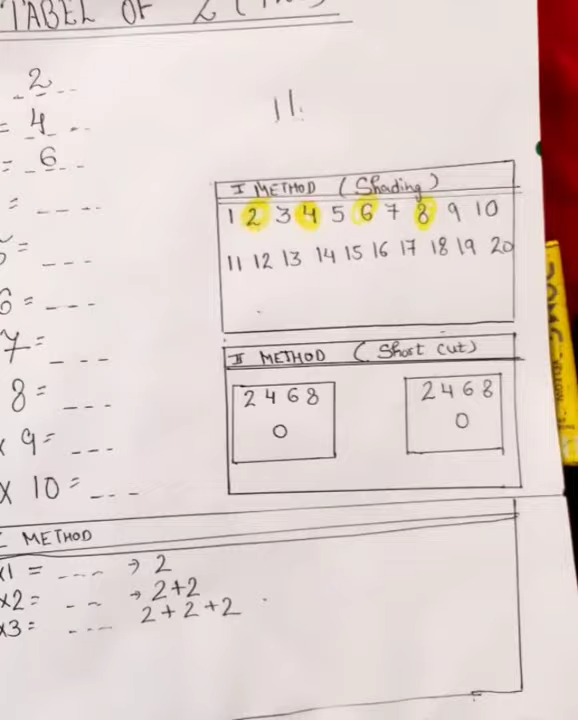 TABEL OF 2 (
2
= 4
= 6
= ---
5 = ---
6 = ---
7 = ---
8 = ---
x 9 = ---
x 10 = ---
11.
I METHOD (Shading)
1 2 3 4 5 6 7 8 9 10
11 12 13 14 15 16 17 18 19 20
II METHOD (Short cut)
2 4 6 8
0
2 4 6 8
0
METHOD
x1 = --- → 2
x2 = -- → 2+2
x3 = --- 2+2+2